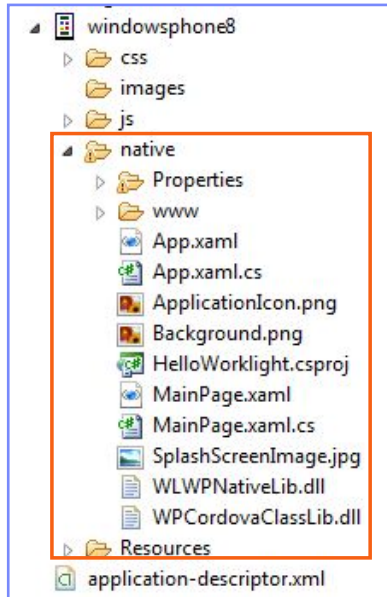 windowsphone8
css
images
js
native
Properties
www
App.xaml
App.xaml.cs
ApplicationIcon.png
Background.png
HelloWorklight.csproj
MainPage.xaml
MainPage.xaml.cs
SplashScreenImage.jpg
WLWPNativeLib.dll
WPCordovaClassLib.dll
Resources
application-descriptor.xml